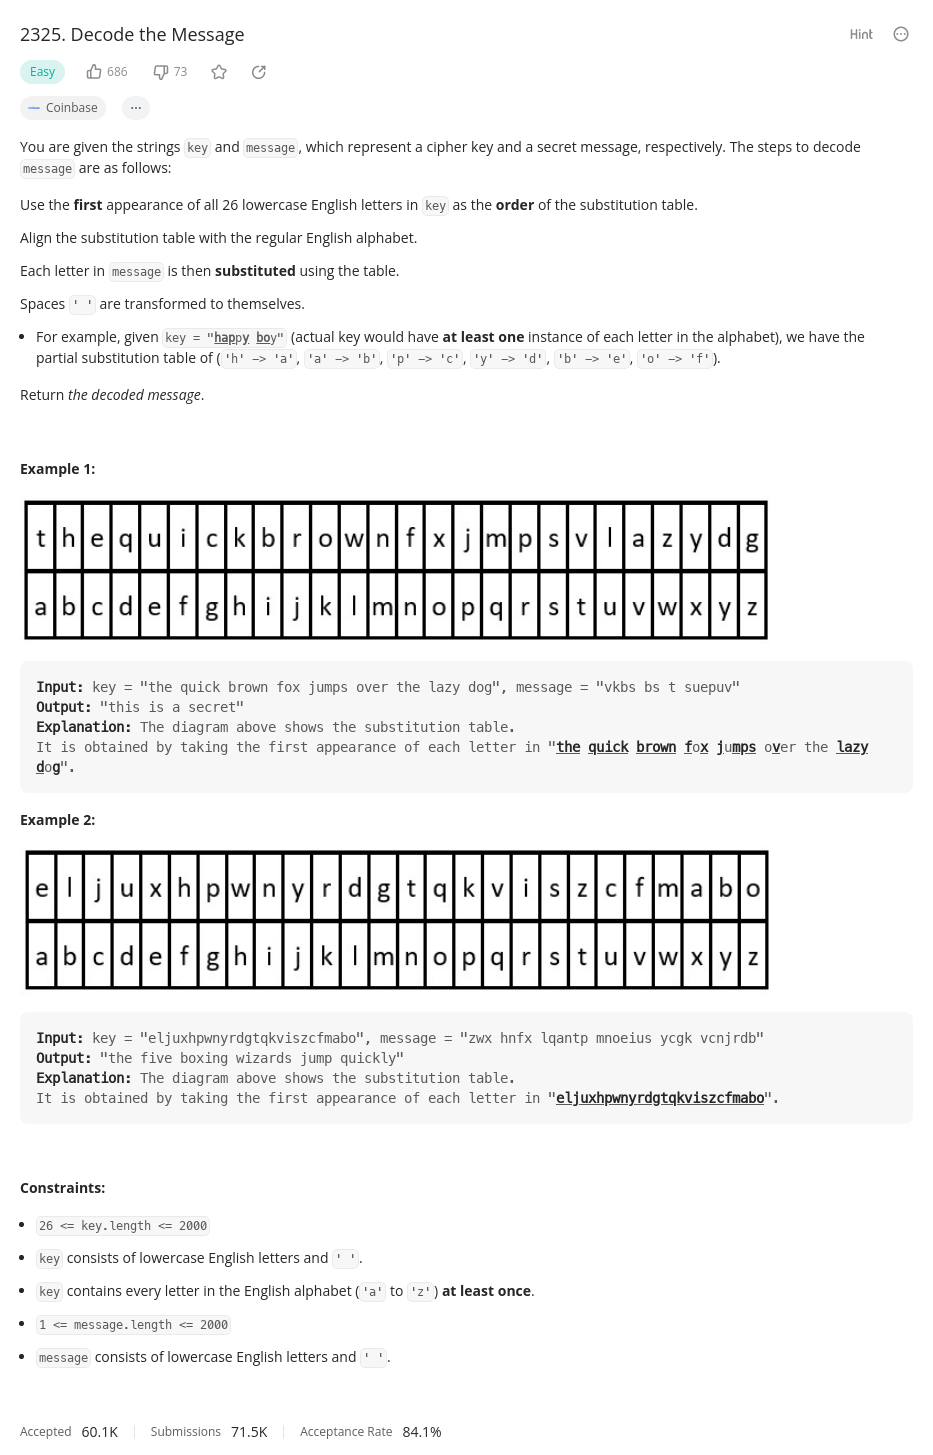 2325. Decode the Message
Hint
Easy 686 73
Coinbase ...
You are given the strings key and message, which represent a cipher key and a secret message, respectively. The steps to decode
message are as follows:
Use the first appearance of all 26 lowercase English letters in key as the order of the substitution table.
Align the substitution table with the regular English alphabet.
Each letter in message is then substituted using the table.
Spaces ' ' are transformed to themselves.
• For example, given key = "happy boy" (actual key would have at least one instance of each letter in the alphabet), we have the
partial substitution table of ( 'h' -> 'a', 'a' -> 'b', 'p' -> 'c', 'y' -> 'd', 'b' -> 'e', 'o' -> 'f').
Return the decoded message.
Example 1:
t h e q u i c k b r o w n f x j m p s v l a z y d g
a b c d e f g h i j k l m n o p q r s t u v w x y z
Input: key = "the quick brown fox jumps over the lazy dog", message = "vkbs bs t suepuv"
Output: "this is a secret"
Explanation: The diagram above shows the substitution table.
It is obtained by taking the first appearance of each letter in "the quick brown fox jumps over the lazy
dog".
Example 2:
e l j u x h p w n y r d g t q k v i s z c f m a b o
a b c d e f g h i j k l m n o p q r s t u v w x y z
Input: key = "eljuxhpwnyrdgtqkviszcfmabo", message = "zwx hnfx lqantp mnoeius ycgk vcnjrdb"
Output: "the five boxing wizards jump quickly"
Explanation: The diagram above shows the substitution table.
It is obtained by taking the first appearance of each letter in "eljuxhpwnyrdgtqkviszcfmabo".
Constraints:
• 26 <= key.length <= 2000
• key consists of lowercase English letters and ' '.
• key contains every letter in the English alphabet ('a' to 'z') at least once.
• 1 <= message.length <= 2000
• message consists of lowercase English letters and ' '.
Accepted 60.1K Submissions 71.5K Acceptance Rate 84.1%